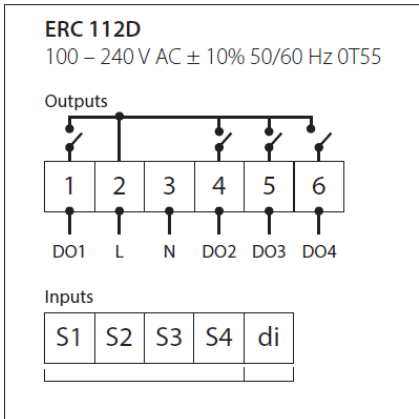 ERC 112D
100 – 240 V AC ± 10% 50/60 Hz 0T55
Outputs
1 2 3 4 5 6
DO1 L N DO2 DO3 DO4
Inputs
S1 S2 S3 S4 di